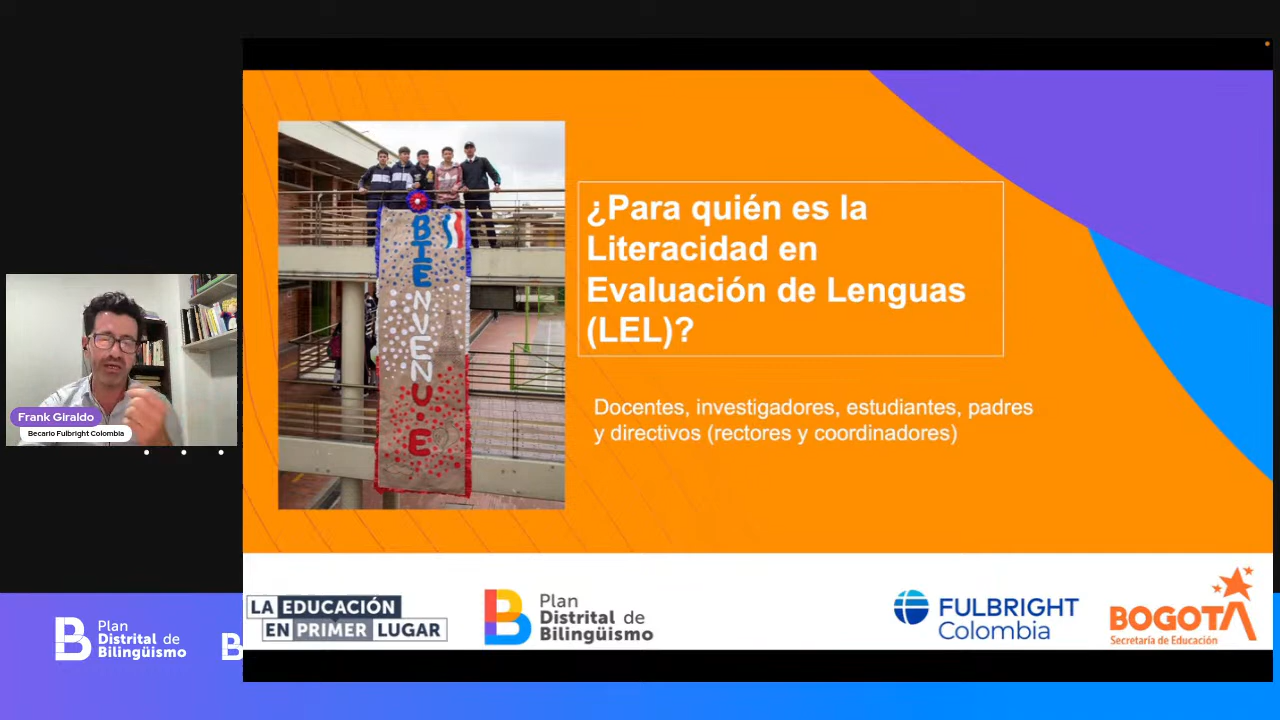 ¿Para quién es la
Literacidad en
Evaluación de Lenguas
(LEL)?
Docentes, investigadores, estudiantes, padres
y directivos (rectores y coordinadores)
BIENVENU·E
Frank Giraldo
Becario Fulbright Colombia
LA EDUCACIÓN
EN PRIMER LUGAR
B Plan
Distrital de
Bilingüismo
FULBRIGHT
Colombia
BOGOTÁ
Secretaría de Educación
B Plan
Distrital de
Bilingüismo
B